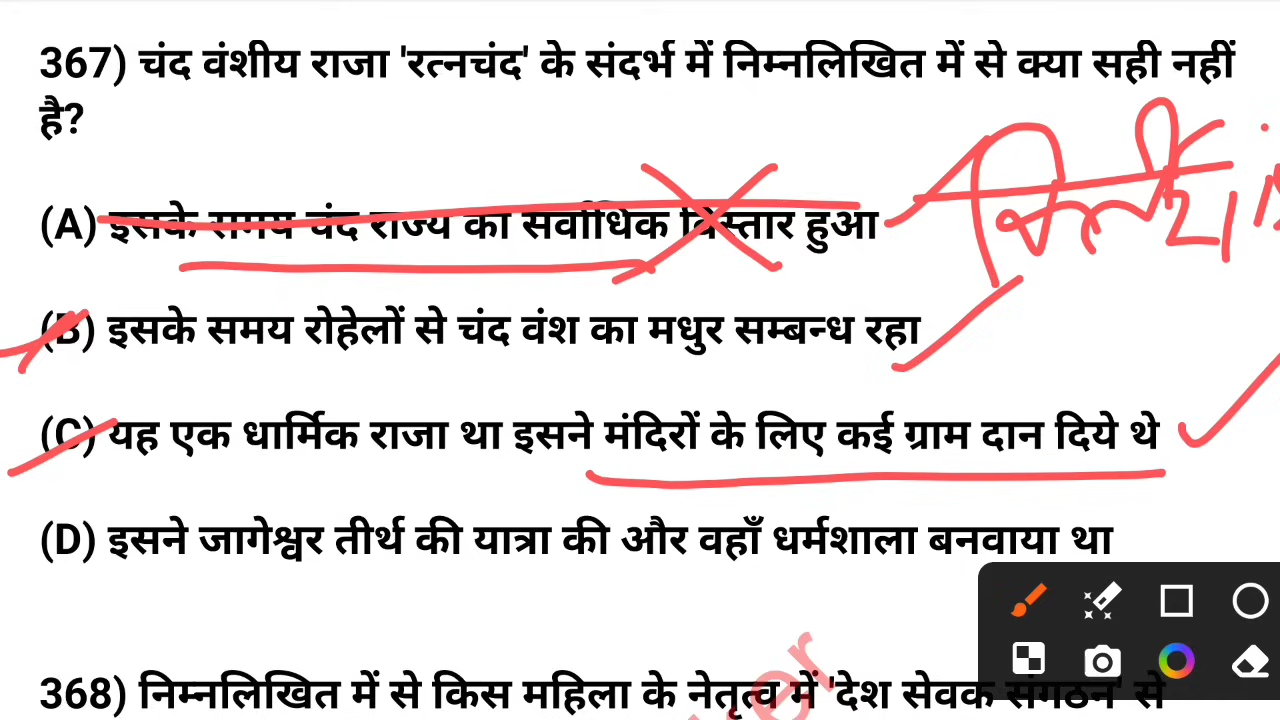 367) चंद वंशीय राजा 'रत्नचंद' के संदर्भ में निम्नलिखित में से क्या सही नहीं
है?
(A) इसके समय चंद राज्य का सर्वाधिक विस्तार हुआ
(B) इसके समय रोहेलों से चंद वंश का मधुर सम्बन्ध रहा
(C) यह एक धार्मिक राजा था इसने मंदिरों के लिए कई ग्राम दान दिये थे
(D) इसने जागेश्वर तीर्थ की यात्रा की और वहाँ धर्मशाला बनवाया था
368) निम्नलिखित में से किस महिला के नेतृत्व में 'देश सेवक संगठन' से